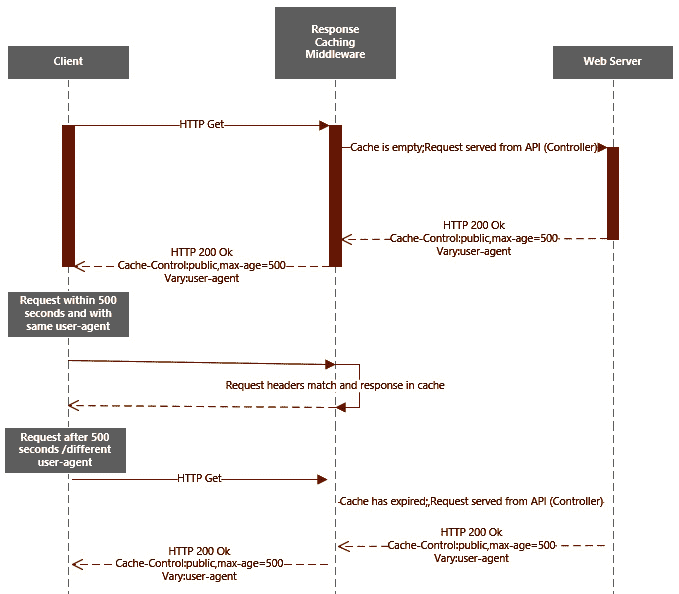 Response
Caching
Middleware
Client
Web Server
HTTP Get
Cache is empty;Request served from API (Controller)
HTTP 200 Ok
Cache-Control:public,max-age=500
Vary:user-agent
HTTP 200 Ok
Cache-Control:public,max-age=500
Vary:user-agent
Request within 500
seconds and with
same user-agent
Request headers match and response in cache
Request after 500
seconds /different
user-agent
HTTP Get
Cache has expired;,Request served from API (Controller)
HTTP 200 Ok
Cache-Control:public,max-age=500
Vary:user-agent
HTTP 200 Ok
Cache-Control:public,max-age=500
Vary:user-agent